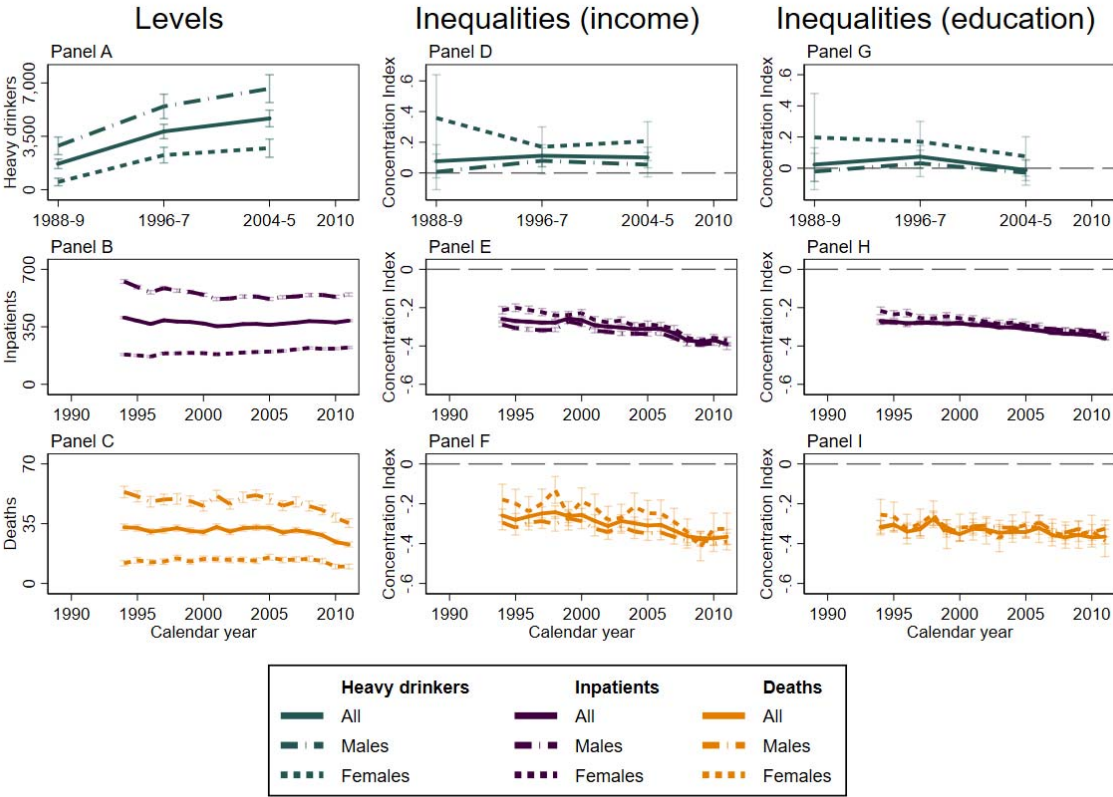 Levels
Inequalities (income)
Inequalities (education)
Panel A
Heavy drinkers
7,000
3,500
0
1988-9 1996-7 2004-5 2010
Panel D
Concentration Index
.6
.4
.2
0
1988-9 1996-7 2004-5 2010
Panel G
Concentration Index
.6
.4
.2
0
1988-9 1996-7 2004-5 2010
Panel B
Inpatients
700
350
0
1990 1995 2000 2005 2010
Panel E
Concentration Index
0
-.2
-.4
-.6
1990 1995 2000 2005 2010
Panel H
Concentration Index
0
-.2
-.4
-.6
1990 1995 2000 2005 2010
Panel C
Deaths
70
35
0
1990 1995 2000 2005 2010
Calendar year
Panel F
Concentration Index
0
-.2
-.4
-.6
1990 1995 2000 2005 2010
Calendar year
Panel I
Concentration Index
0
-.2
-.4
-.6
1990 1995 2000 2005 2010
Calendar year
Heavy drinkers Inpatients Deaths
All All All
Males Males Males
Females Females Females